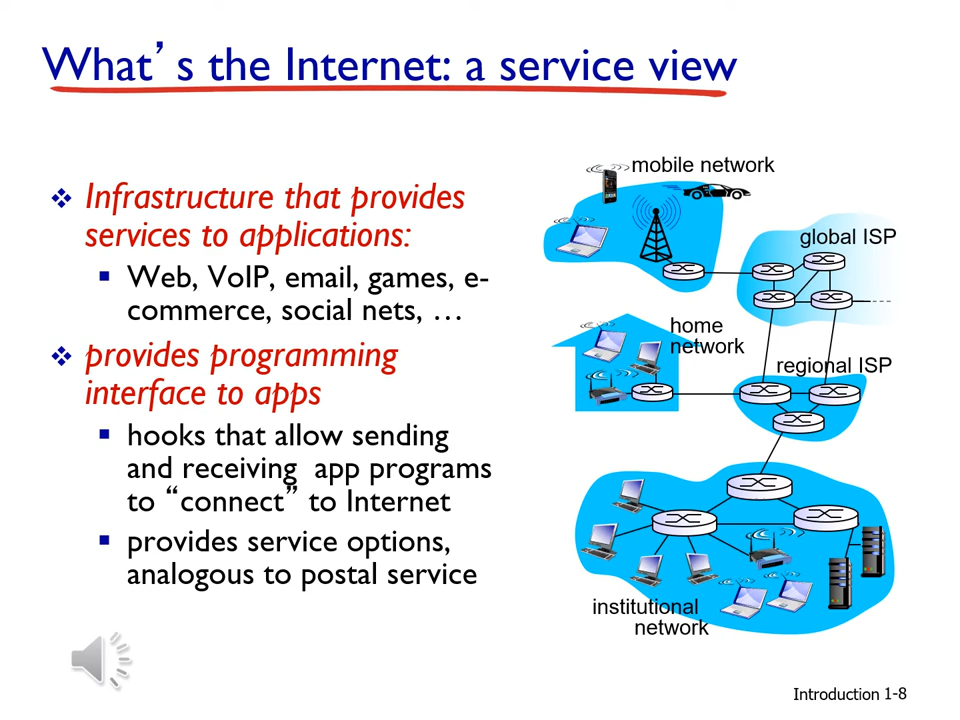 What’s the Internet: a service view
Infrastructure that provides
services to applications:
Web, VoIP, email, games, e-
commerce, social nets, …
provides programming
interface to apps
hooks that allow sending
and receiving app programs
to “connect” to Internet
provides service options,
analogous to postal service
mobile network
global ISP
home
network
regional ISP
institutional
network
Introduction 1-8